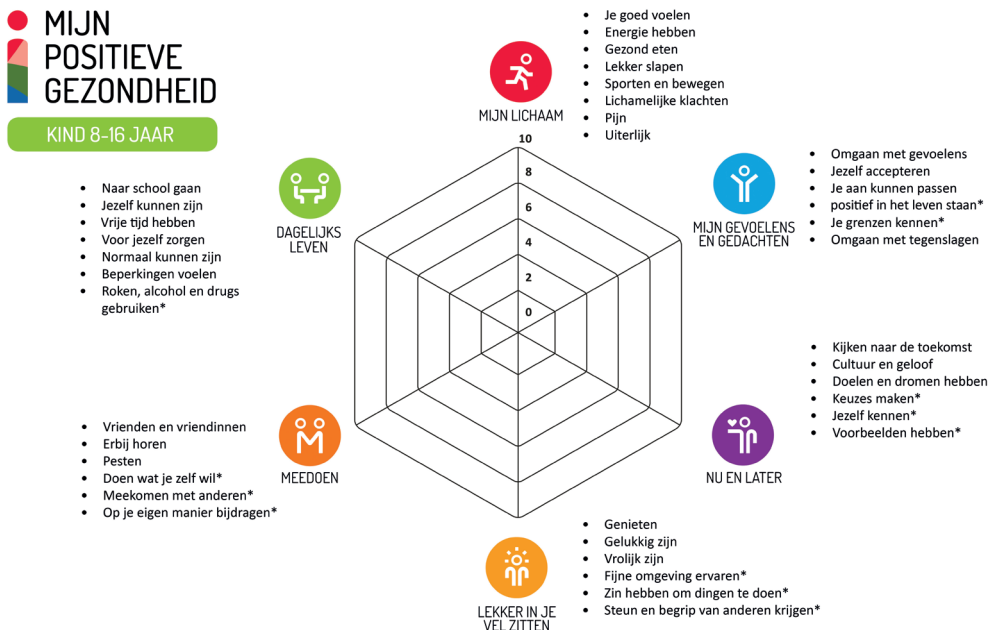 MIJN
POSITIEVE
GEZONDHEID
KIND 8-16 JAAR
• Je goed voelen
• Energie hebben
• Gezond eten
• Lekker slapen
• Sporten en bewegen
• Lichamelijke klachten
• Pijn
• Uiterlijk
MIJN LICHAAM
10
8
6
4
2
0
• Omgaan met gevoelens
• Jezelf accepteren
• Je aan kunnen passen
• positief in het leven staan*
• Je grenzen kennen*
• Omgaan met tegenslagen
MIJN GEVOELENS
EN GEDACHTEN
• Kijken naar de toekomst
• Cultuur en geloof
• Doelen en dromen hebben
• Keuzes maken*
• Jezelf kennen*
• Voorbeelden hebben*
NU EN LATER
• Genieten
• Gelukkig zijn
• Vrolijk zijn
• Fijne omgeving ervaren*
• Zin hebben om dingen te doen*
• Steun en begrip van anderen krijgen*
LEKKER IN JE
VEL ZITTEN
• Vrienden en vriendinnen
• Erbij horen
• Pesten
• Doen wat je zelf wil*
• Meekomen met anderen*
• Op je eigen manier bijdragen*
MEEDOEN
• Naar school gaan
• Jezelf kunnen zijn
• Vrije tijd hebben
• Voor jezelf zorgen
• Normaal kunnen zijn
• Beperkingen voelen
• Roken, alcohol en drugs
gebruiken*
DAGELIJKS
LEVEN